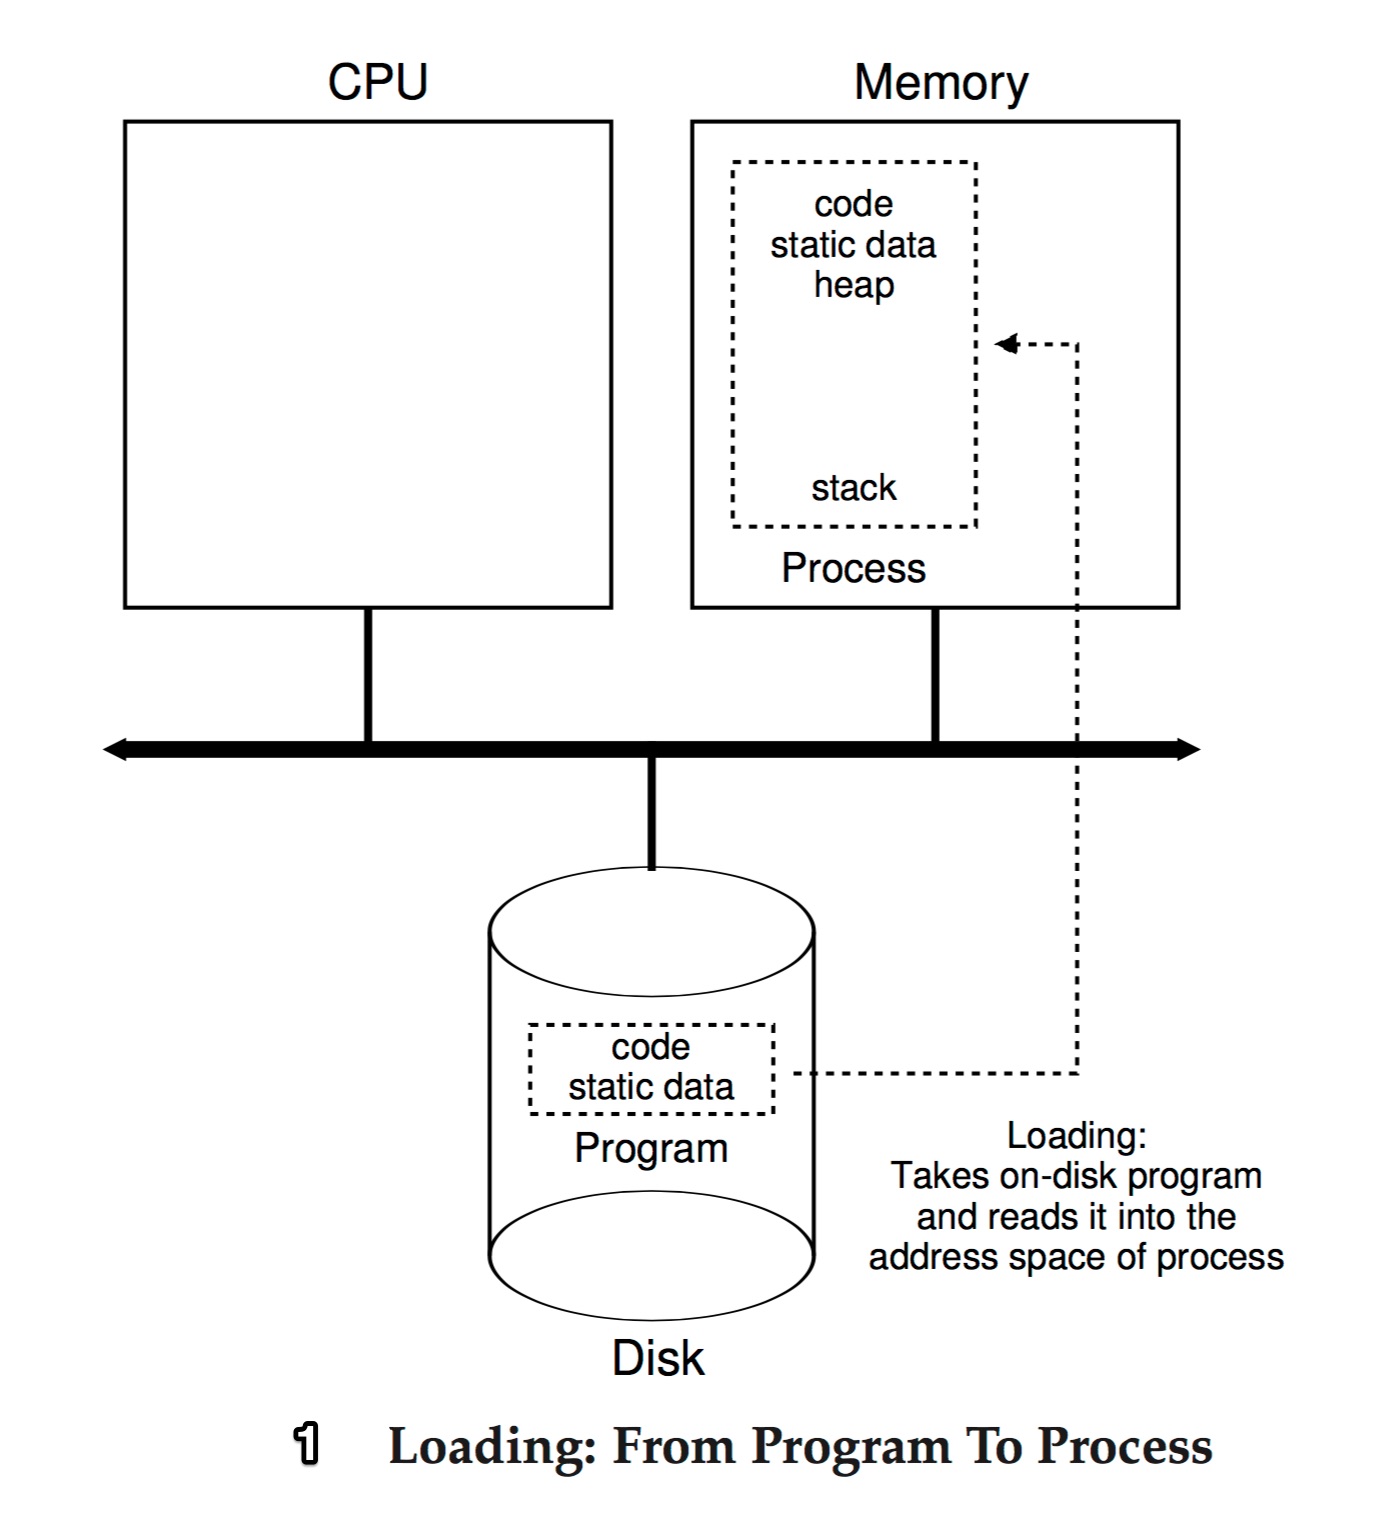 CPU
Memory
code
static data
heap
stack
Process
code
static data
Program
Loading:
Takes on-disk program
and reads it into the
address space of process
Disk
1 Loading: From Program To Process